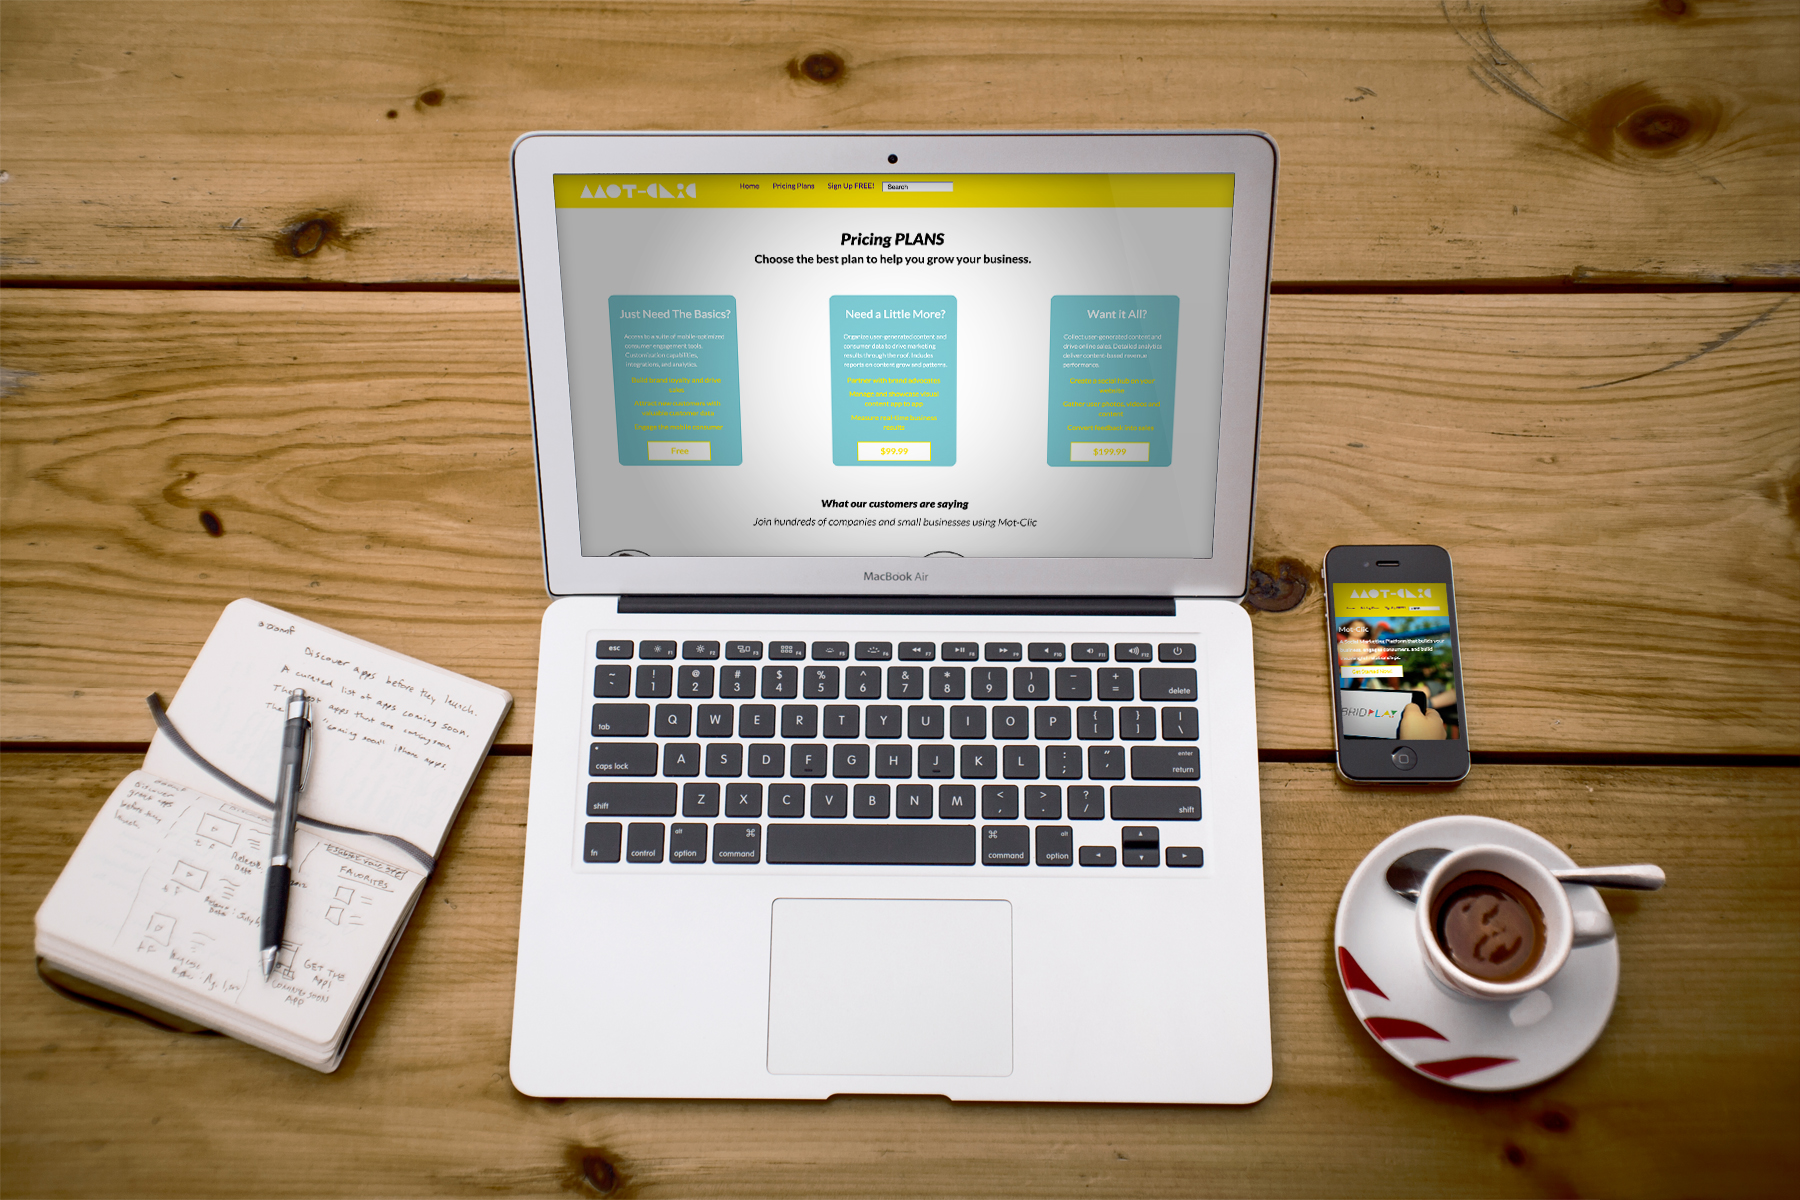 MOT-CLIC
Home Pricing Plans Sign Up FREE! Search
Pricing PLANS
Choose the best plan to help you grow your business.
Just Need The Basics?
Access to a suite of mobile-optimized
consumer engagement tools.
Customisation capabilities,
integrations, and analytics.
Build brand loyalty and drive
sales
Attract new customers with
valuable customer data
Engage the mobile consumer
Free
Need a Little More?
Organize user-generated content and
consumer data to drive marketing
results through the roof. Includes
reports on content grow and patterns.
Partner with brand advocates
Manage and showcase visual
content app to app
Measure real-time business
results
$99.99
Want it All?
Collect user-generated content and
drive online sales. Detailed analytics
deliver content-based revenue
performance.
Create a social hub on your
website
Gather user photos, videos and
content
Convert feedback into sales
$199.99
What our customers are saying
Join hundreds of companies and small businesses using Mot-Clic
MacBook Air
esc F1 F2 F3 F4 F5 F6 F7 F8 F9 F10 F11 F12
~ ! @ # $ % ^ & * ( ) _ +
` 1 2 3 4 5 6 7 8 9 0 - = delete
tab Q W E R T Y U I O P { [ } ] | \
caps lock A S D F G H J K L : ; " ' enter return
shift Z X C V B N M < , > . ? / shift
fn control alt option ⌘ command ⌘ command alt option
MOT-CLIC
Mot-Clic
BRIDPLAY
Discover apps before they launch.
A curated list of apps coming soon.
The apps that are coming soon
"Coming soon" iPhone apps.
Discover
great apps
before they
launch
Release
Date
FAVORITES
GET THE
APP!
COMING SOON
APP